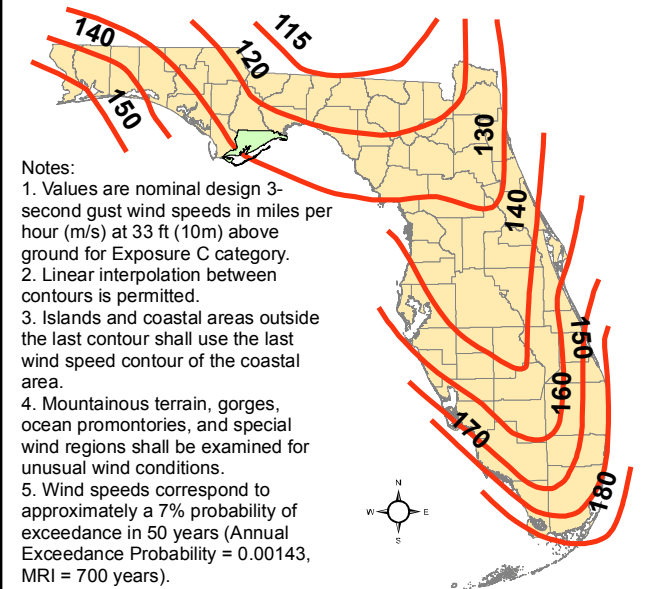 140
115
120
150
130
140
150
160
170
180
Notes:
1. Values are nominal design 3-
second gust wind speeds in miles per
hour (m/s) at 33 ft (10m) above
ground for Exposure C category.
2. Linear interpolation between
contours is permitted.
3. Islands and coastal areas outside
the last contour shall use the last
wind speed contour of the coastal
area.
4. Mountainous terrain, gorges,
ocean promontories, and special
wind regions shall be examined for
unusual wind conditions.
5. Wind speeds correspond to
approximately a 7% probability of
exceedance in 50 years (Annual
Exceedance Probability = 0.00143,
MRI = 700 years).
N
W E
S